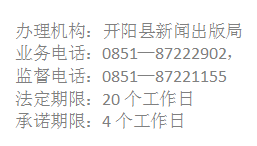 办理机构：开阳县新闻出版局
业务电话：0851—87222902，
监督电话：0851—87221155
法定期限：20 个工作日
承诺期限：4 个工作日